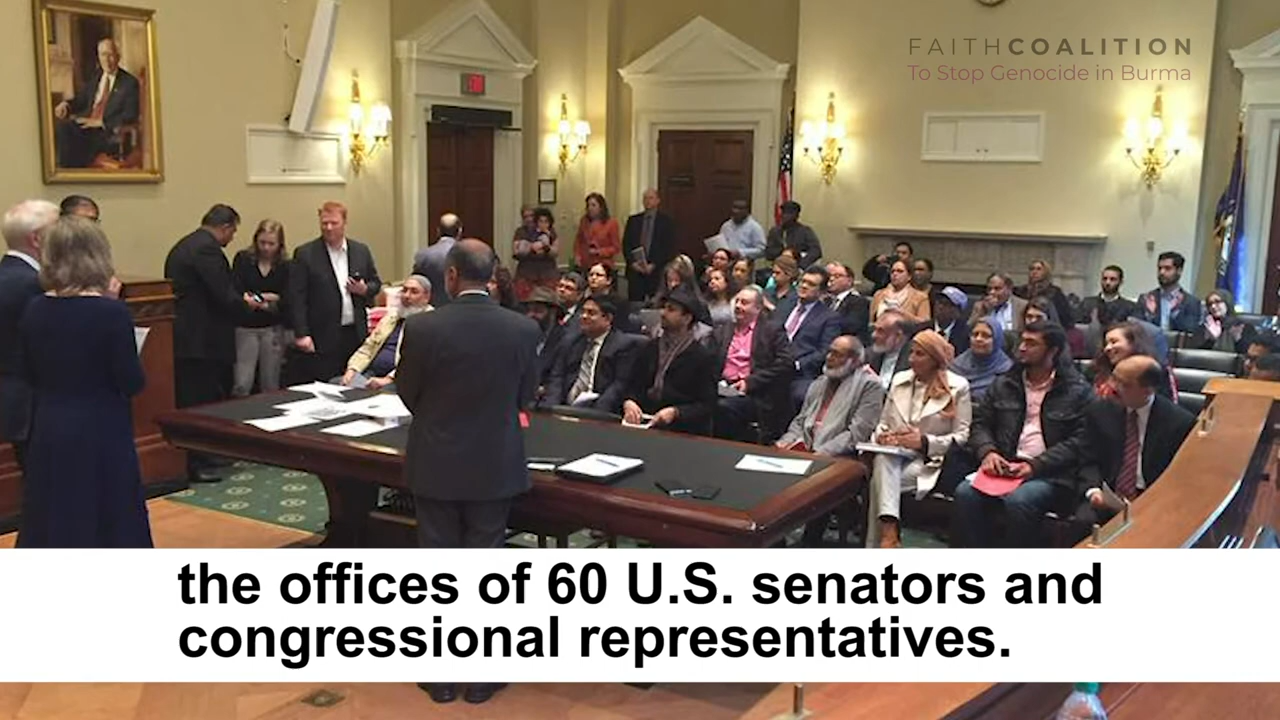 FAITHCOALITION
To Stop Genocide in Burma
the offices of 60 U.S. senators and
congressional representatives.